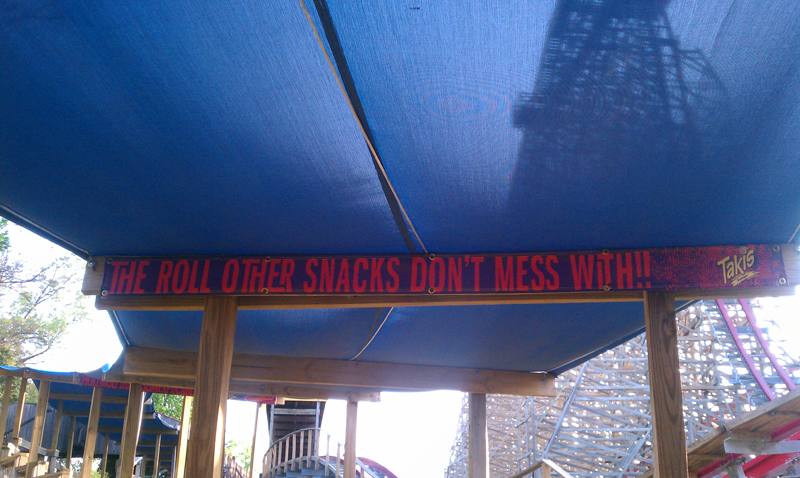 THE ROLL OTHER SNACKS DON'T MESS WiTH!! Takis